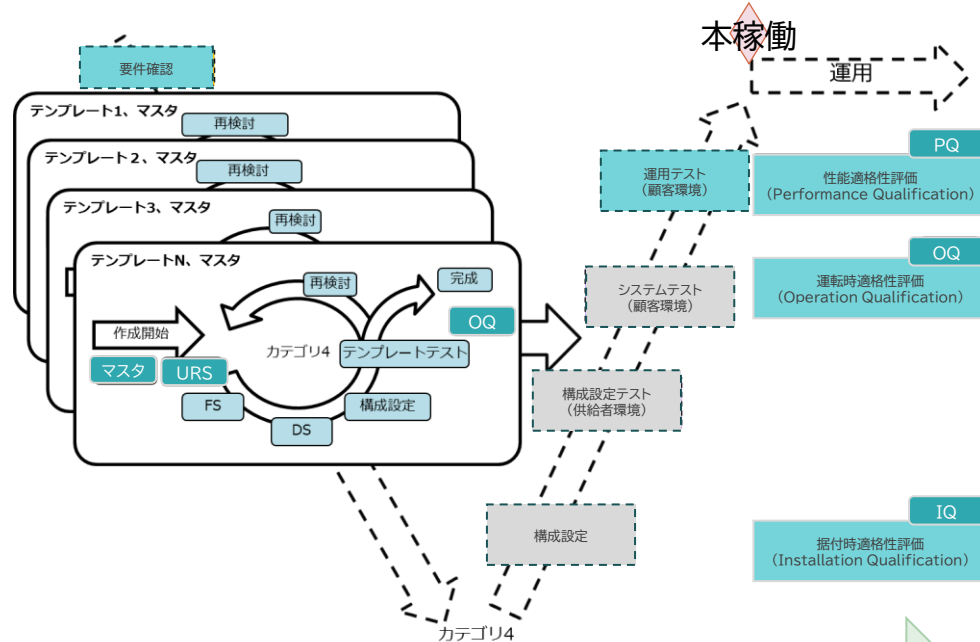 本稼働
運用
要件確認
テンプレート1、マスタ
再検討
テンプレート２、マスタ
再検討
テンプレート3、マスタ
再検討
テンプレートN、マスタ
再検討
完成
作成開始
マスタ
URS
カテゴリ4
テンプレートテスト
OQ
FS
DS
構成設定
運用テスト
（顧客環境）
システムテスト
（顧客環境）
構成設定テスト
（供給者環境）
構成設定
カテゴリ4
PQ
性能適格性評価
（Performance Qualification）
OQ
運転時適格性評価
（Operation Qualification）
IQ
据付時適格性評価
（Installation Qualification）